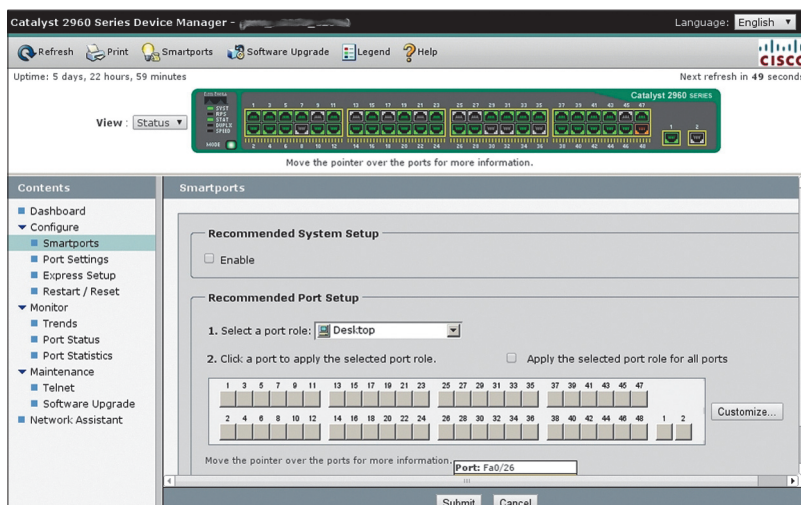 Catalyst 2960 Series Device Manager -
Language: English
Refresh Print Smartports Software Upgrade Legend Help
CISCO
Uptime: 5 days, 22 hours, 59 minutes
Next refresh in 49 seconds
Catalyst 2960 SERIES
View : Status
SYST
RPS
STAT
DUPLX
SPEED
MODE
1 3 5 7 9 11 13 15 17 19 21 23 25 27 29 31 33 35 37 39 41 43 45 47
1 2
2 4 6 8 10 12 14 16 18 20 22 24 26 28 30 32 34 36 38 40 42 44 46 48
Move the pointer over the ports for more information.
Contents
Dashboard
Configure
Smartports
Port Settings
Express Setup
Restart / Reset
Monitor
Trends
Port Status
Port Statistics
Maintenance
Telnet
Software Upgrade
Network Assistant
Smartports
Recommended System Setup
Enable
Recommended Port Setup
1. Select a port role: Desktop
2. Click a port to apply the selected port role. Apply the selected port role for all ports
1 3 5 7 9 11 13 15 17 19 21 23 25 27 29 31 33 35 37 39 41 43 45 47
2 4 6 8 10 12 14 16 18 20 22 24 26 28 30 32 34 36 38 40 42 44 46 48 1 2
Customize...
Move the pointer over the ports for more information.
Port: Fa0/26
Submit Cancel